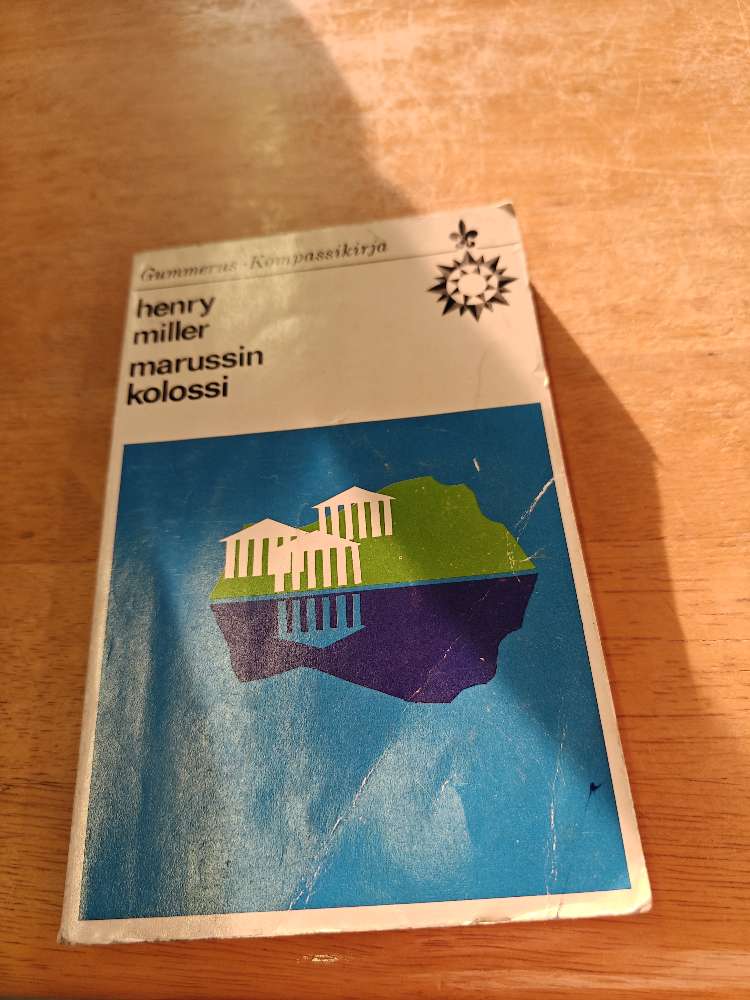 Gummerus · Kompassikirja
henry
miller
marussin
kolossi